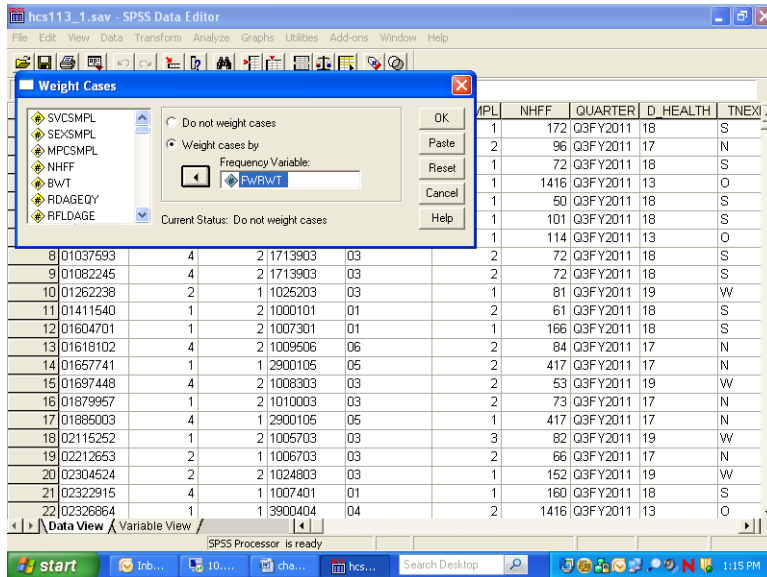 hcs113_1.sav - SPSS Data Editor
File Edit View Data Transform Analyze Graphs Utilities Add-ons Window Help
Weight Cases
SVCSMPL
SEXSMPL
MPCSMPL
NHFF
BWT
RDAGEQY
RFLDAGE
Do not weight cases
Weight cases by
Frequency Variable:
FWRWT
Current Status: Do not weight cases
OK
Paste
Reset
Cancel
Help
MPL NHFF QUARTER D_HEALTH TNEXI
1 172 Q3FY2011 18 S
2 96 Q3FY2011 17 N
1 72 Q3FY2011 18 S
1 1416 Q3FY2011 13 O
1 50 Q3FY2011 18 S
1 101 Q3FY2011 18 S
1 114 Q3FY2011 13 O
8 01037593 4 2 1713903 03 2 72 Q3FY2011 18 S
9 01082245 4 2 1713903 03 2 72 Q3FY2011 18 S
10 01262238 2 1 1025203 03 1 81 Q3FY2011 19 W
11 01411540 1 2 1000101 01 2 61 Q3FY2011 18 S
12 01604701 1 2 1007301 01 1 166 Q3FY2011 18 S
13 01618102 4 2 1009506 06 2 84 Q3FY2011 17 N
14 01657741 1 1 2900105 05 2 417 Q3FY2011 17 N
15 01697448 4 2 1008303 03 2 53 Q3FY2011 19 W
16 01879957 1 2 1010003 03 2 73 Q3FY2011 17 N
17 01885003 4 1 2900105 05 1 417 Q3FY2011 17 N
18 02115252 1 2 1005703 03 3 82 Q3FY2011 19 W
19 02212653 2 1 1006703 03 2 66 Q3FY2011 17 N
20 02304524 2 2 1024803 03 1 152 Q3FY2011 19 W
21 02322915 4 1 1007401 01 1 160 Q3FY2011 18 S
22 02326864 1 1 3900404 04 2 1416 Q3FY2011 13 O
Data View Variable View
SPSS Processor is ready
start Inb... 10.... cha... hcs... Search Desktop 1:15 PM